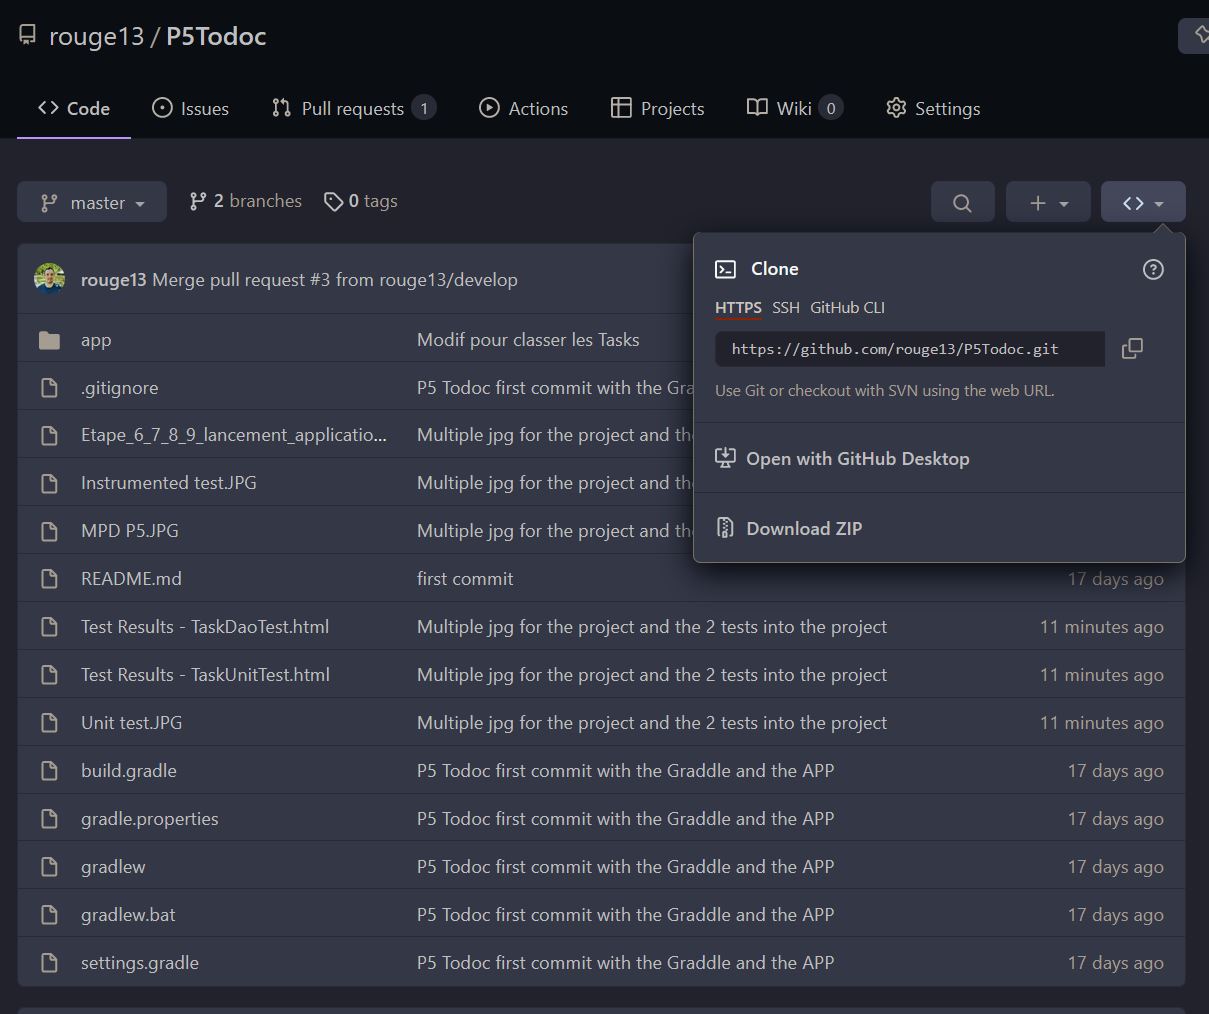 rouge13 / P5Todoc
Code Issues Pull requests 1 Actions Projects Wiki 0 Settings
master 2 branches 0 tags
rouge13 Merge pull request #3 from rouge13/develop
Clone
HTTPS SSH GitHub CLI
https://github.com/rouge13/P5Todoc.git
Use Git or checkout with SVN using the web URL.
Open with GitHub Desktop
Download ZIP
app Modif pour classer les Tasks
.gitignore P5 Todoc first commit with the Gra
Etape_6_7_8_9_lancement_applicatio... Multiple jpg for the project and th
Instrumented test.JPG Multiple jpg for the project and th
MPD P5.JPG Multiple jpg for the project and th
README.md first commit 17 days ago
Test Results - TaskDaoTest.html Multiple jpg for the project and the 2 tests into the project 11 minutes ago
Test Results - TaskUnitTest.html Multiple jpg for the project and the 2 tests into the project 11 minutes ago
Unit test.JPG Multiple jpg for the project and the 2 tests into the project 11 minutes ago
build.gradle P5 Todoc first commit with the Graddle and the APP 17 days ago
gradle.properties P5 Todoc first commit with the Graddle and the APP 17 days ago
gradlew P5 Todoc first commit with the Graddle and the APP 17 days ago
gradlew.bat P5 Todoc first commit with the Graddle and the APP 17 days ago
settings.gradle P5 Todoc first commit with the Graddle and the APP 17 days ago